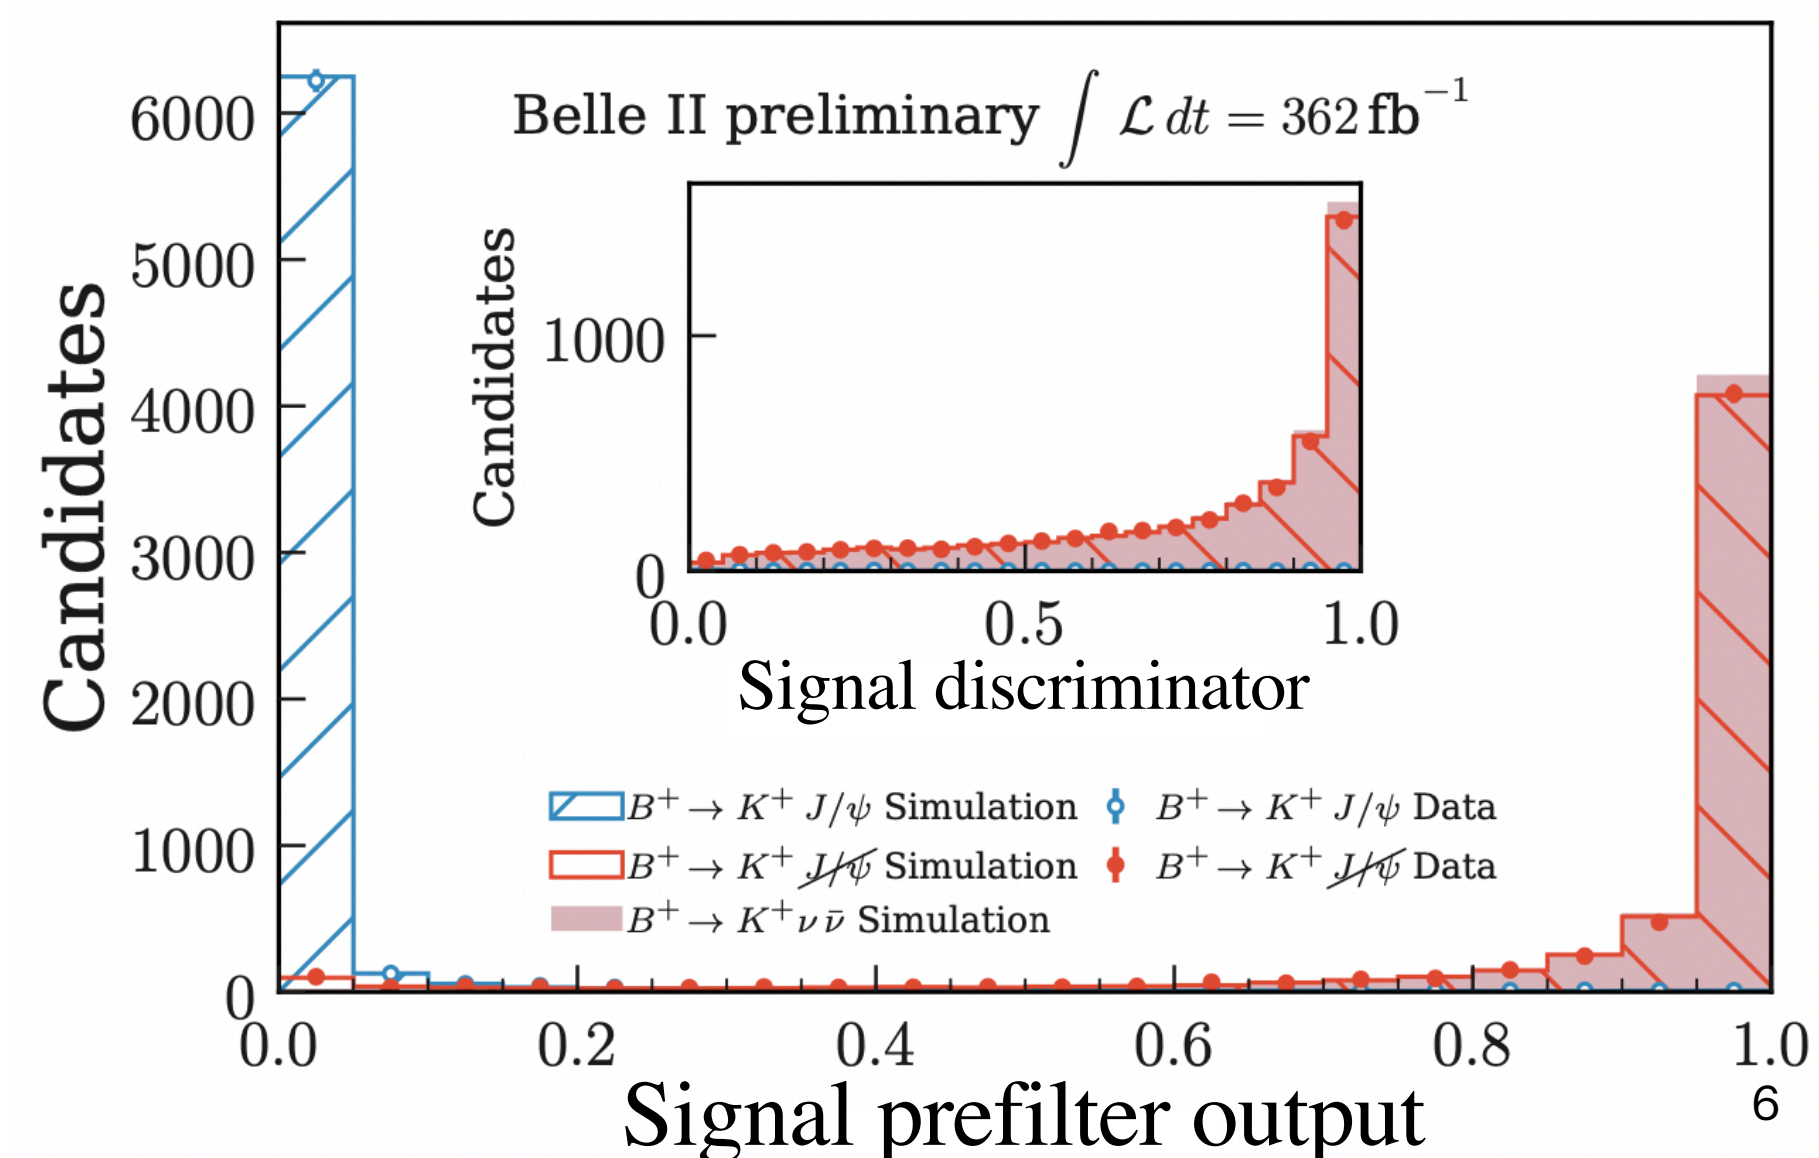 Belle II preliminary ∫ ℒ dt = 362 fb⁻¹
Candidates
6000
5000
4000
3000
2000
1000
0
Candidates
1000
0
0.0 0.5 1.0
Signal discriminator
B⁺ → K⁺ J/ψ Simulation
B⁺ → K⁺ J̸/̸ψ̸ Simulation
B⁺ → K⁺ ν ν̄ Simulation
B⁺ → K⁺ J/ψ Data
B⁺ → K⁺ J̸/̸ψ̸ Data
0.0 0.2 0.4 0.6 0.8 1.0
Signal prefilter output
6